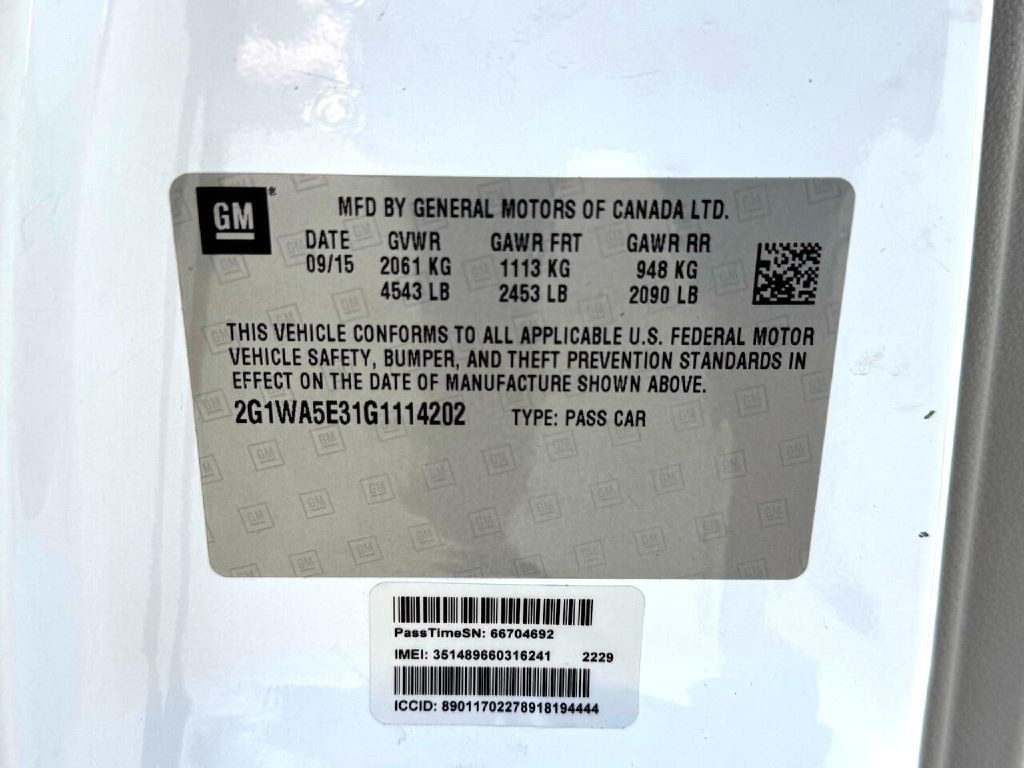 GM®
MFD BY GENERAL MOTORS OF CANADA LTD.
DATE GVWR GAWR FRT GAWR RR
09/15 2061 KG 1113 KG 948 KG
4543 LB 2453 LB 2090 LB
THIS VEHICLE CONFORMS TO ALL APPLICABLE U.S. FEDERAL MOTOR
VEHICLE SAFETY, BUMPER, AND THEFT PREVENTION STANDARDS IN
EFFECT ON THE DATE OF MANUFACTURE SHOWN ABOVE.
2G1WA5E31G1114202 TYPE: PASS CAR
PassTimeSN: 66704692
IMEI: 351489660316241 2229
ICCID: 89011702278918194444